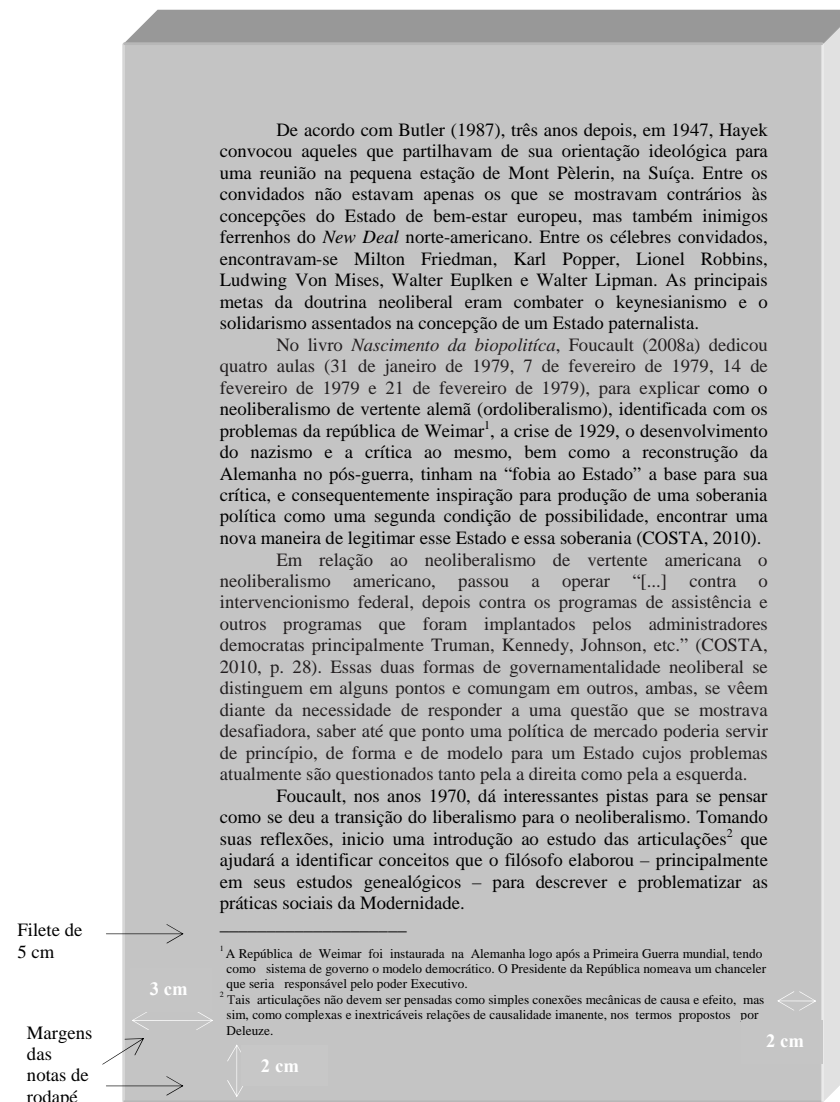 De acordo com Butler (1987), três anos depois, em 1947, Hayek
convocou aqueles que partilhavam de sua orientação ideológica para
uma reunião na pequena estação de Mont Pèlerin, na Suíça. Entre os
convidados não estavam apenas os que se mostravam contrários às
concepções do Estado de bem-estar europeu, mas também inimigos
ferrenhos do New Deal norte-americano. Entre os célebres convidados,
encontravam-se Milton Friedman, Karl Popper, Lionel Robbins,
Ludwing Von Mises, Walter Euplken e Walter Lipman. As principais
metas da doutrina neoliberal eram combater o keynesianismo e o
solidarismo assentados na concepção de um Estado paternalista.
No livro Nascimento da biopolitíca, Foucault (2008a) dedicou
quatro aulas (31 de janeiro de 1979, 7 de fevereiro de 1979, 14 de
fevereiro de 1979 e 21 de fevereiro de 1979), para explicar como o
neoliberalismo de vertente alemã (ordoliberalismo), identificada com os
problemas da república de Weimar¹, a crise de 1929, o desenvolvimento
do nazismo e a crítica ao mesmo, bem como a reconstrução da
Alemanha no pós-guerra, tinham na “fobia ao Estado” a base para sua
crítica, e consequentemente inspiração para produção de uma soberania
política como uma segunda condição de possibilidade, encontrar uma
nova maneira de legitimar esse Estado e essa soberania (COSTA, 2010).
Em relação ao neoliberalismo de vertente americana o
neoliberalismo americano, passou a operar “[...] contra o
intervencionismo federal, depois contra os programas de assistência e
outros programas que foram implantados pelos administradores
democratas principalmente Truman, Kennedy, Johnson, etc.” (COSTA,
2010, p. 28). Essas duas formas de governamentalidade neoliberal se
distinguem em alguns pontos e comungam em outros, ambas, se vêem
diante da necessidade de responder a uma questão que se mostrava
desafiadora, saber até que ponto uma política de mercado poderia servir
de princípio, de forma e de modelo para um Estado cujos problemas
atualmente são questionados tanto pela a direita como pela a esquerda.
Foucault, nos anos 1970, dá interessantes pistas para se pensar
como se deu a transição do liberalismo para o neoliberalismo. Tomando
suas reflexões, inicio uma introdução ao estudo das articulações² que
ajudará a identificar conceitos que o filósofo elaborou – principalmente
em seus estudos genealógicos – para descrever e problematizar as
práticas sociais da Modernidade.
Filete de
5 cm
¹ A República de Weimar foi instaurada na Alemanha logo após a Primeira Guerra mundial, tendo
como sistema de governo o modelo democrático. O Presidente da República nomeava um chanceler
que seria responsável pelo poder Executivo.
² Tais articulações não devem ser pensadas como simples conexões mecânicas de causa e efeito, mas
sim, como complexas e inextricáveis relações de causalidade imanente, nos termos propostos por
Deleuze.
3 cm
2 cm
Margens
das
notas de
rodapé
2 cm